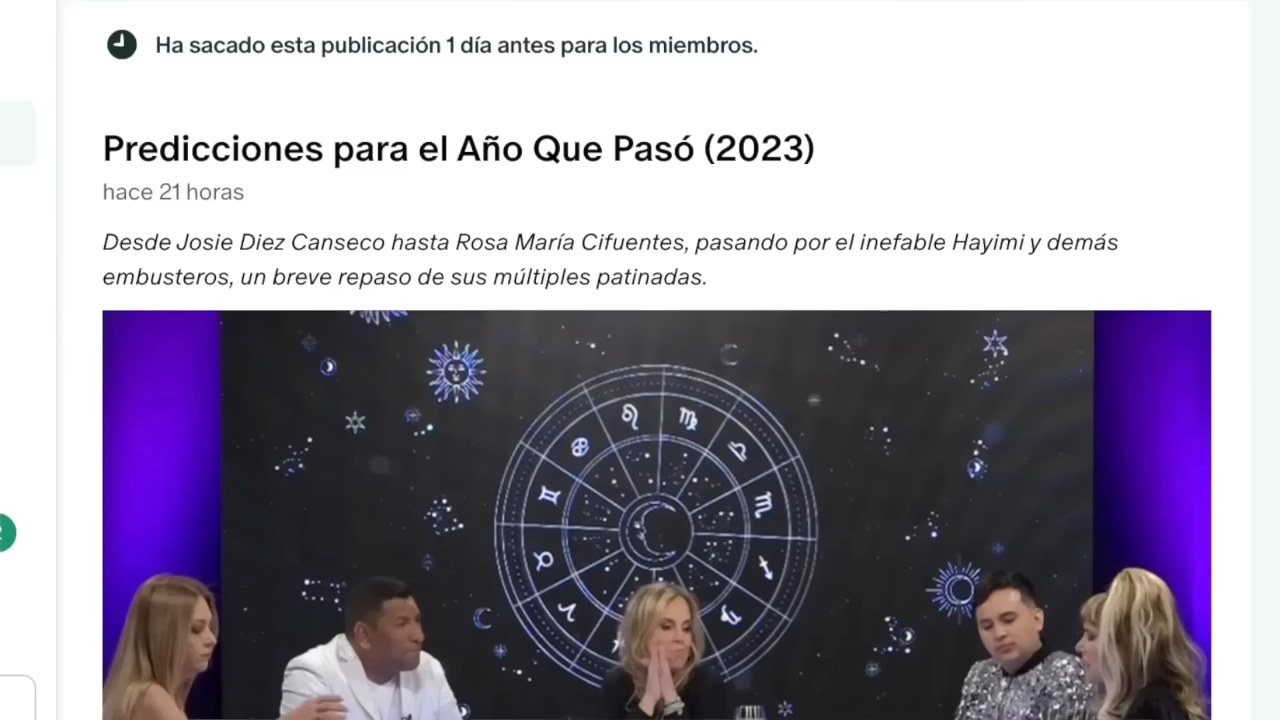 Ha sacado esta publicación 1 día antes para los miembros.
Predicciones para el Año Que Pasó (2023)
hace 21 horas
Desde Josie Diez Canseco hasta Rosa María Cifuentes, pasando por el inefable Hayimi y demás
embusteros, un breve repaso de sus múltiples patinadas.